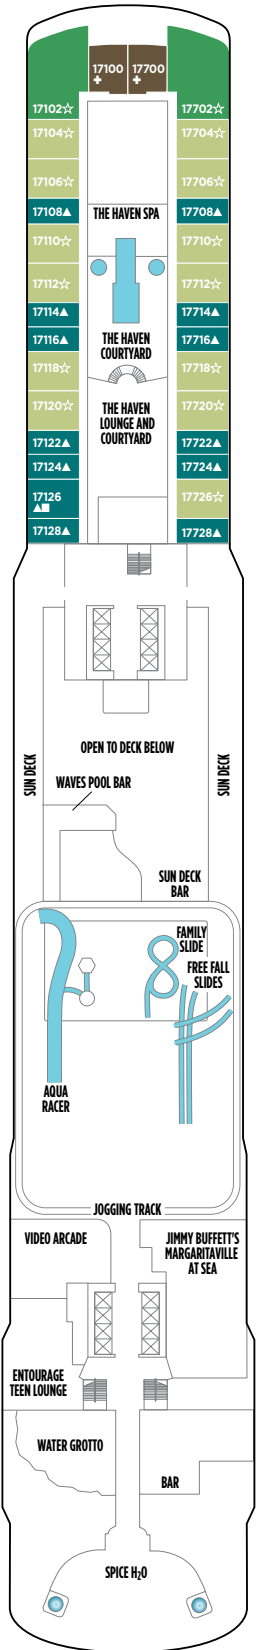 17100 17700
17102☆ 17702☆
17104☆ 17704☆
17106☆ 17706☆
17108▲ THE HAVEN SPA 17708▲
17110☆ 17710☆
17112☆ 17712☆
17114▲ 17714▲
17116▲ 17716▲
THE HAVEN
COURTYARD
17118☆ 17718☆
17120☆ 17720☆
THE HAVEN
LOUNGE AND
COURTYARD
17122▲ 17722▲
17124▲ 17724▲
17126 17726☆
▲■
17128▲ 17728▲
OPEN TO DECK BELOW
SUN DECK
SUN DECK
WAVES POOL BAR
SUN DECK
BAR
FAMILY
SLIDE
FREE FALL
SLIDES
AQUA
RACER
JOGGING TRACK
VIDEO ARCADE
JIMMY BUFFETT'S
MARGARITAVILLE
AT SEA
ENTOURAGE
TEEN LOUNGE
WATER GROTTO
BAR
SPICE H2O